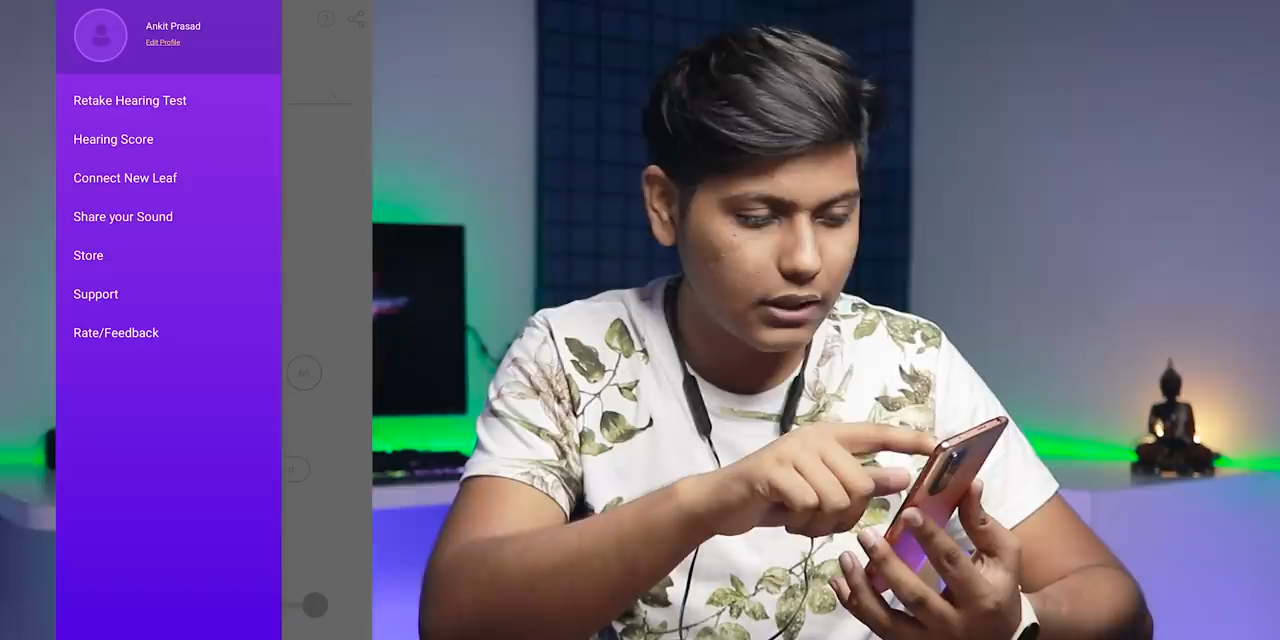 Ankit Prasad
Edit Profile
Retake Hearing Test
Hearing Score
Connect New Leaf
Share your Sound
Store
Support
Rate/Feedback
66
?